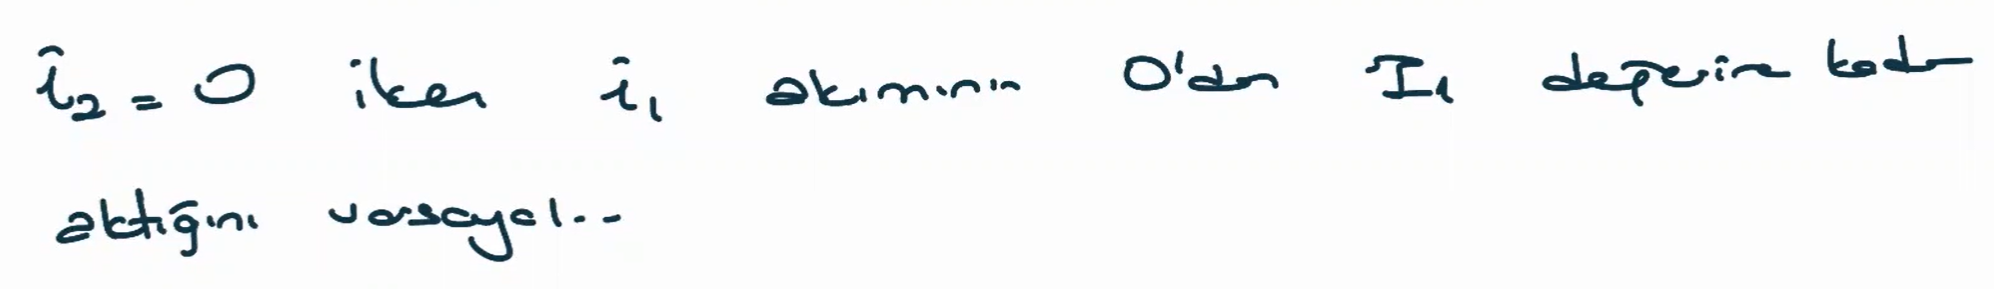 i₂ = 0 iken i₁ akımının 0'dan I₁ değerine kadar
aktığını varsayalım